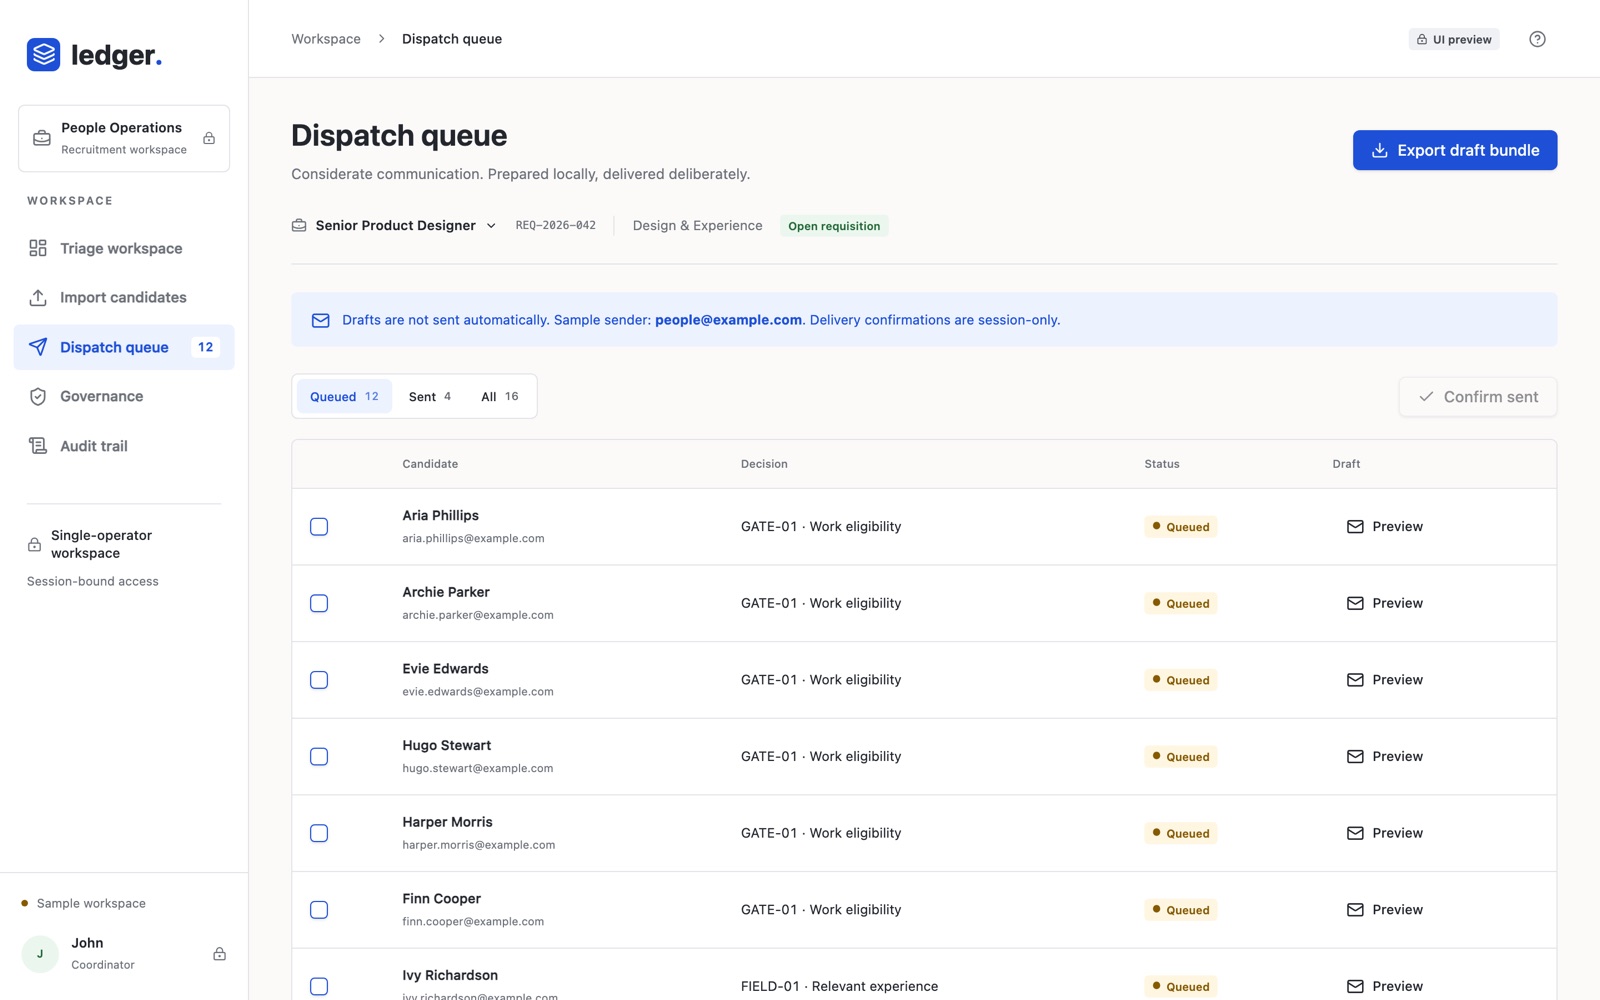 ledger.
People Operations
Recruitment workspace
WORKSPACE
Triage workspace
Import candidates
Dispatch queue 12
Governance
Audit trail
Single-operator
workspace
Session-bound access
Sample workspace
J
John
Coordinator
Workspace > Dispatch queue
UI preview
Dispatch queue
Considerate communication. Prepared locally, delivered deliberately.
Export draft bundle
Senior Product Designer REQ-2026-042 Design & Experience Open requisition
Drafts are not sent automatically. Sample sender: people@example.com. Delivery confirmations are session-only.
Queued 12 Sent 4 All 16
Confirm sent
Candidate Decision Status Draft
Aria Phillips
aria.phillips@example.com
GATE-01 · Work eligibility Queued Preview
Archie Parker
archie.parker@example.com
GATE-01 · Work eligibility Queued Preview
Evie Edwards
evie.edwards@example.com
GATE-01 · Work eligibility Queued Preview
Hugo Stewart
hugo.stewart@example.com
GATE-01 · Work eligibility Queued Preview
Harper Morris
harper.morris@example.com
GATE-01 · Work eligibility Queued Preview
Finn Cooper
finn.cooper@example.com
GATE-01 · Work eligibility Queued Preview
Ivy Richardson
ivy.richardson@example.com
FIELD-01 · Relevant experience Queued Preview